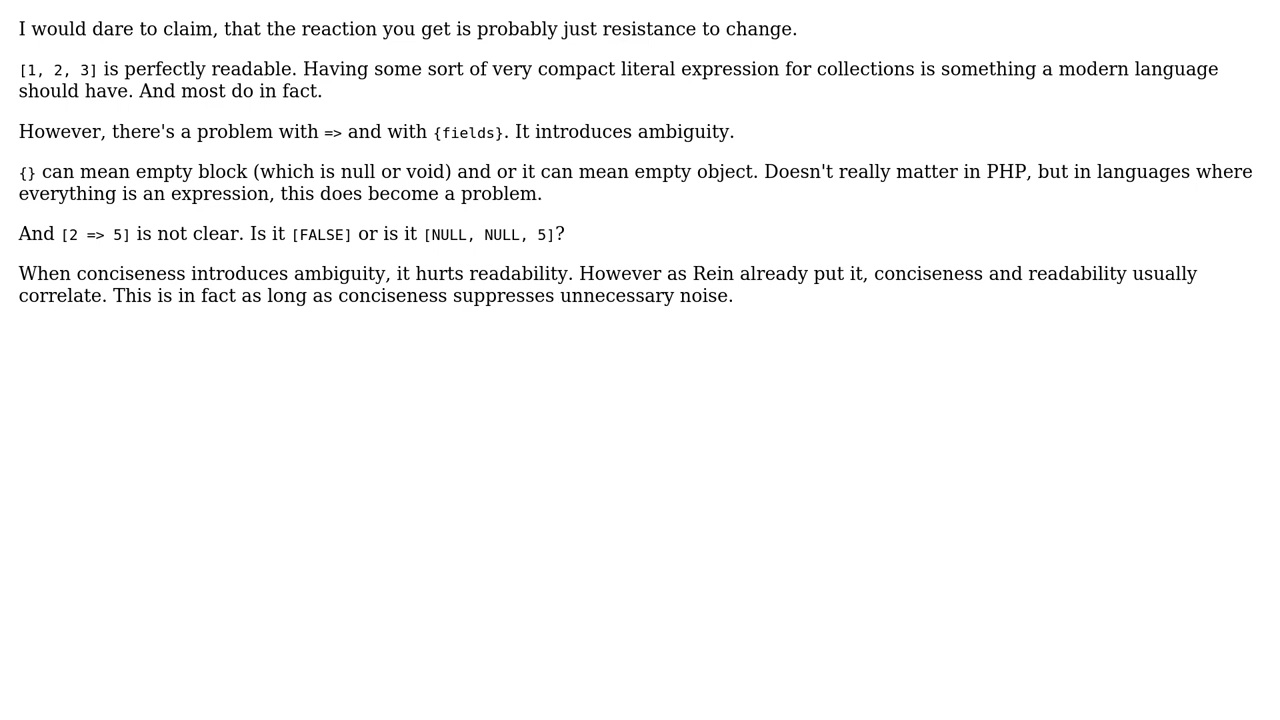 I would dare to claim, that the reaction you get is probably just resistance to change.
[1, 2, 3] is perfectly readable. Having some sort of very compact literal expression for collections is something a modern language
should have. And most do in fact.
However, there's a problem with => and with {fields}. It introduces ambiguity.
{} can mean empty block (which is null or void) and or it can mean empty object. Doesn't really matter in PHP, but in languages where
everything is an expression, this does become a problem.
And [2 => 5] is not clear. Is it [FALSE] or is it [NULL, NULL, 5]?
When conciseness introduces ambiguity, it hurts readability. However as Rein already put it, conciseness and readability usually
correlate. This is in fact as long as conciseness suppresses unnecessary noise.